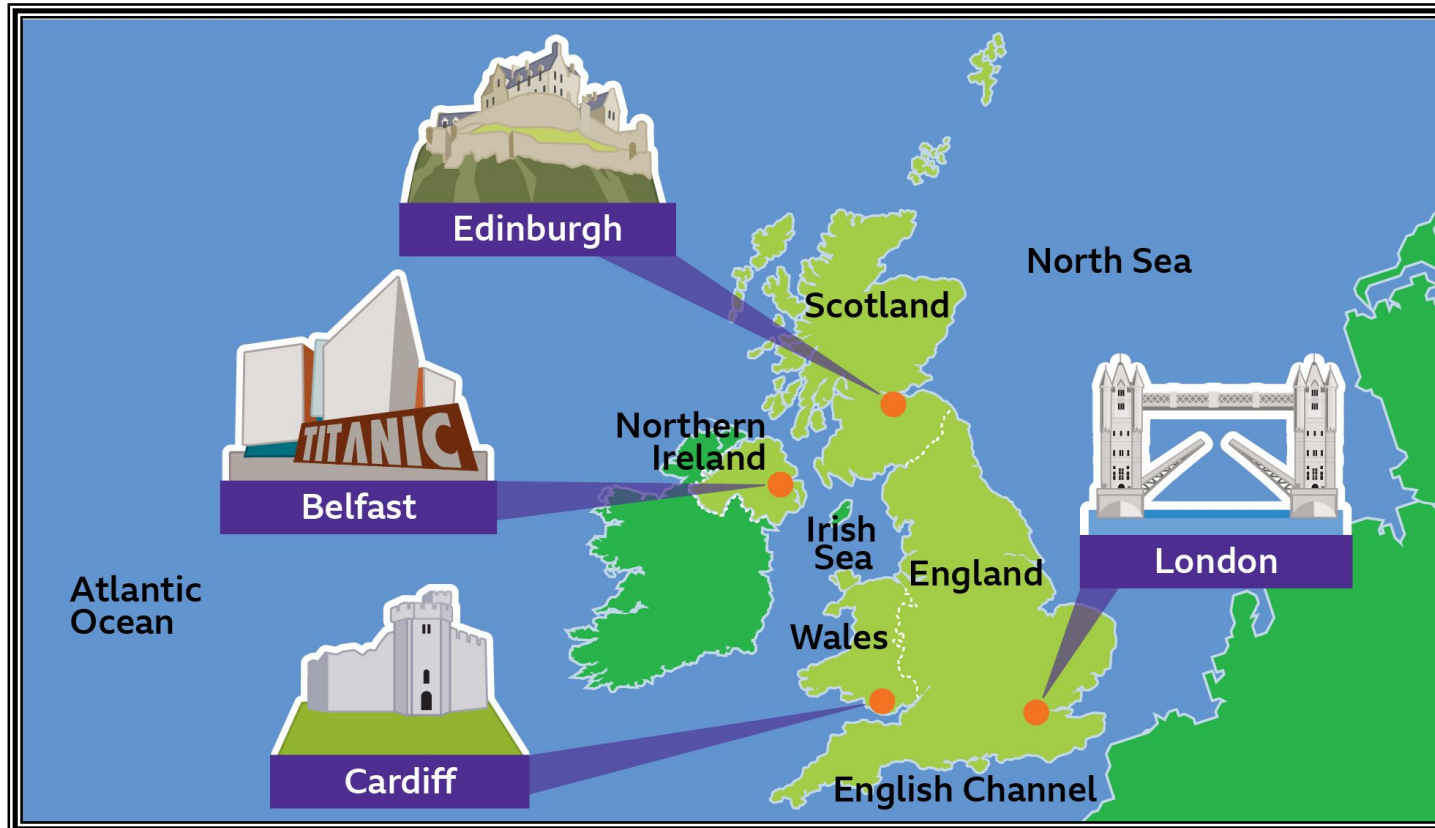 Edinburgh
North Sea
Scotland
Northern
Ireland
TITANIC
Belfast
Irish
Sea
London
England
Atlantic
Ocean
Wales
Cardiff
English Channel